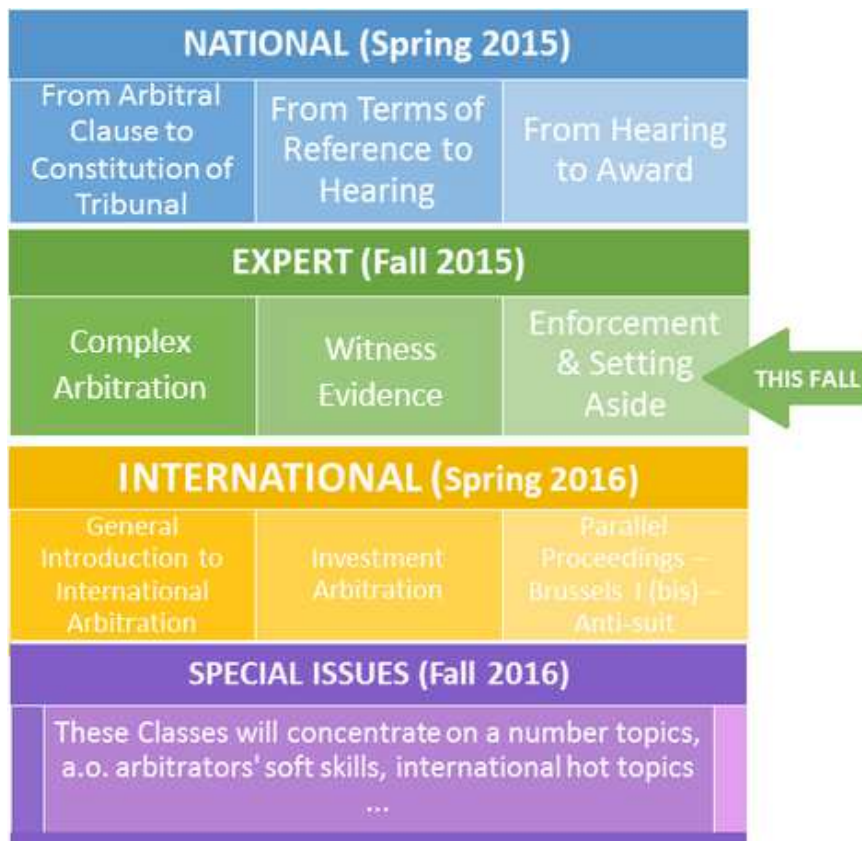 NATIONAL (Spring 2015)
From Arbitral
Clause to
Constitution of
Tribunal
From Terms of
Reference to
Hearing
From Hearing
to Award
EXPERT (Fall 2015)
Complex
Arbitration
Witness
Evidence
Enforcement
& Setting
Aside
THIS FALL
INTERNATIONAL (Spring 2016)
General
Introduction to
International
Arbitration
Investment
Arbitration
Parallel
Proceedings –
Brussels I (bis) –
Anti-suit
SPECIAL ISSUES (Fall 2016)
These Classes will concentrate on a number topics,
a.o. arbitrators' soft skills, international hot topics
...